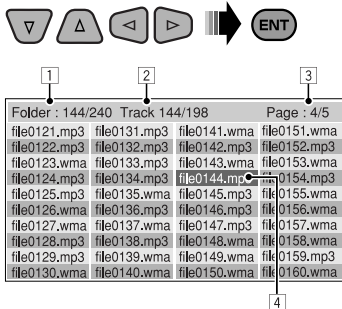 ENT
1 2 3
Folder : 144/240 Track 144/198 Page : 4/5
file0121.mp3 file0131.mp3 file0141.wma file0151.wma
file0122.mp3 file0132.mp3 file0142.mp3 file0152.mp3
file0123.mp3 file0133.mp3 file0143.wma file0153.wma
file0124.mp3 file0134.mp3 file0144.mp file0154.mp3
file0125.mp3 file0135.wma file0145.mp3 file0155.wma
file0126.wma file0136.mp3 file0146.mp3 file0156.wma
file0127.wma file0137.wma file0147.mp3 file0157.wma
file0128.mp3 file0138.mp3 file0148.wma file0158.wma
file0129.mp3 file0139.wma file0149.wma file0159.mp3
file0130.wma file0140.wma file0150.wma file0160.wma
4